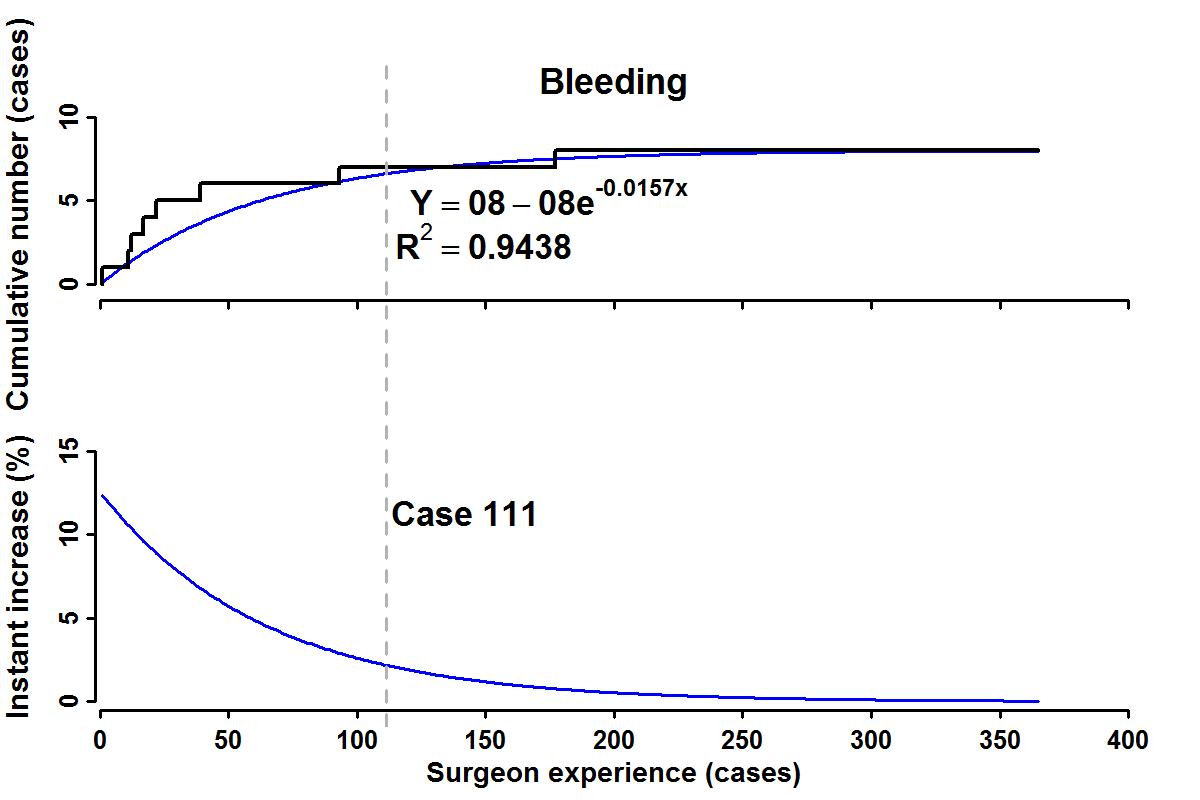 Bleeding
Cumulative number (cases)
10
5
0
Y = 08 – 08e^-0.0157x
R² = 0.9438
Instant increase (%)
15
10
5
0
Case 111
0 50 100 150 200 250 300 350 400
Surgeon experience (cases)